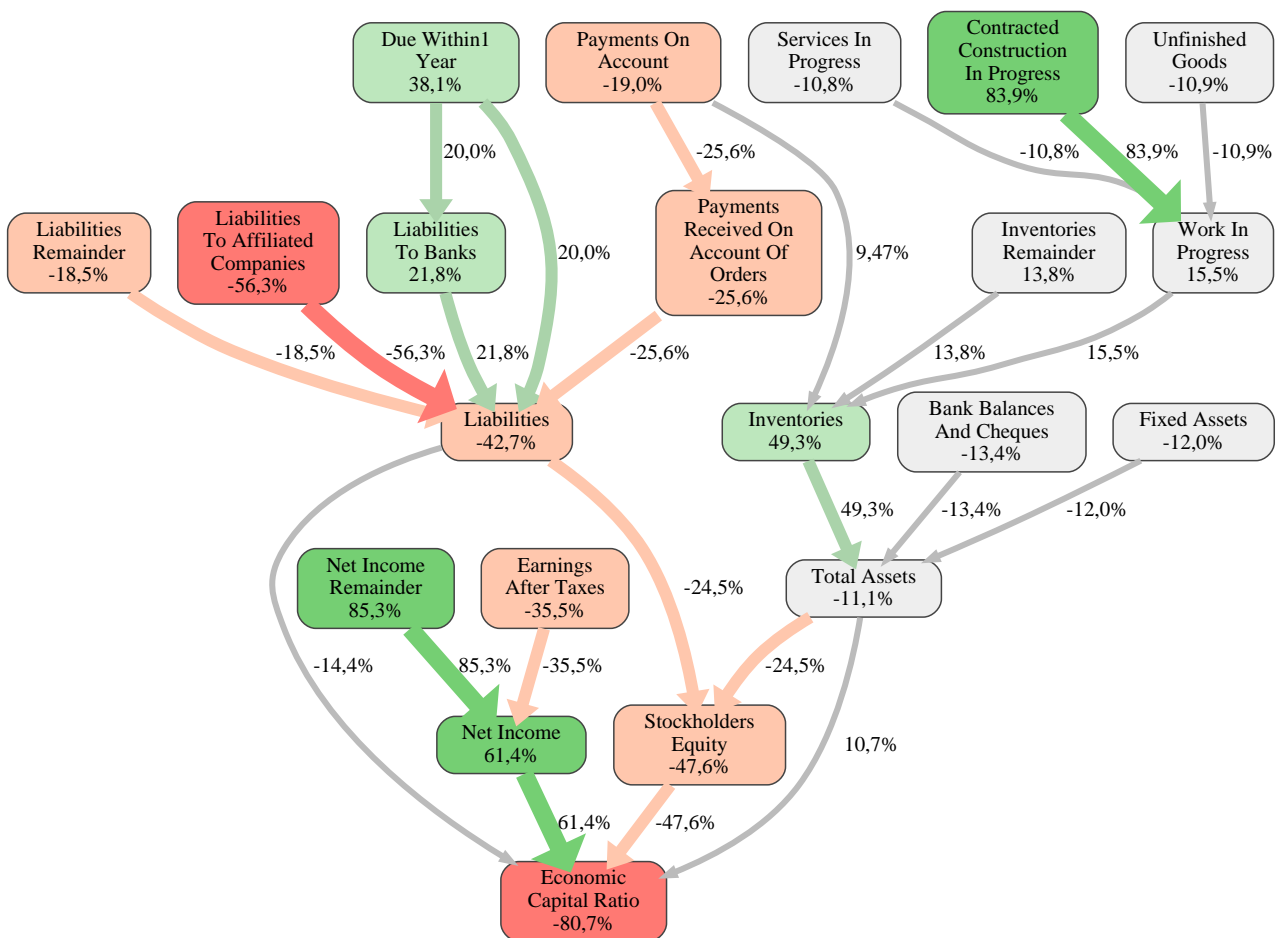 Due Within1
Year
38,1%
Payments On
Account
-19,0%
Services In
Progress
-10,8%
Contracted
Construction
In Progress
83,9%
Unfinished
Goods
-10,9%
20,0%
-25,6%
-10,8%
83,9%
-10,9%
Liabilities
Remainder
-18,5%
Liabilities
To Affiliated
Companies
-56,3%
Liabilities
To Banks
21,8%
20,0%
Payments
Received On
Account Of
Orders
-25,6%
9,47%
Inventories
Remainder
13,8%
Work In
Progress
15,5%
-18,5%
-56,3%
21,8%
-25,6%
13,8%
15,5%
Liabilities
-42,7%
Inventories
49,3%
Bank Balances
And Cheques
-13,4%
Fixed Assets
-12,0%
49,3%
-13,4%
-12,0%
Net Income
Remainder
85,3%
Earnings
After Taxes
-35,5%
-24,5%
Total Assets
-11,1%
-14,4%
85,3%
-35,5%
-24,5%
Net Income
61,4%
Stockholders
Equity
-47,6%
10,7%
61,4%
-47,6%
Economic
Capital Ratio
-80,7%